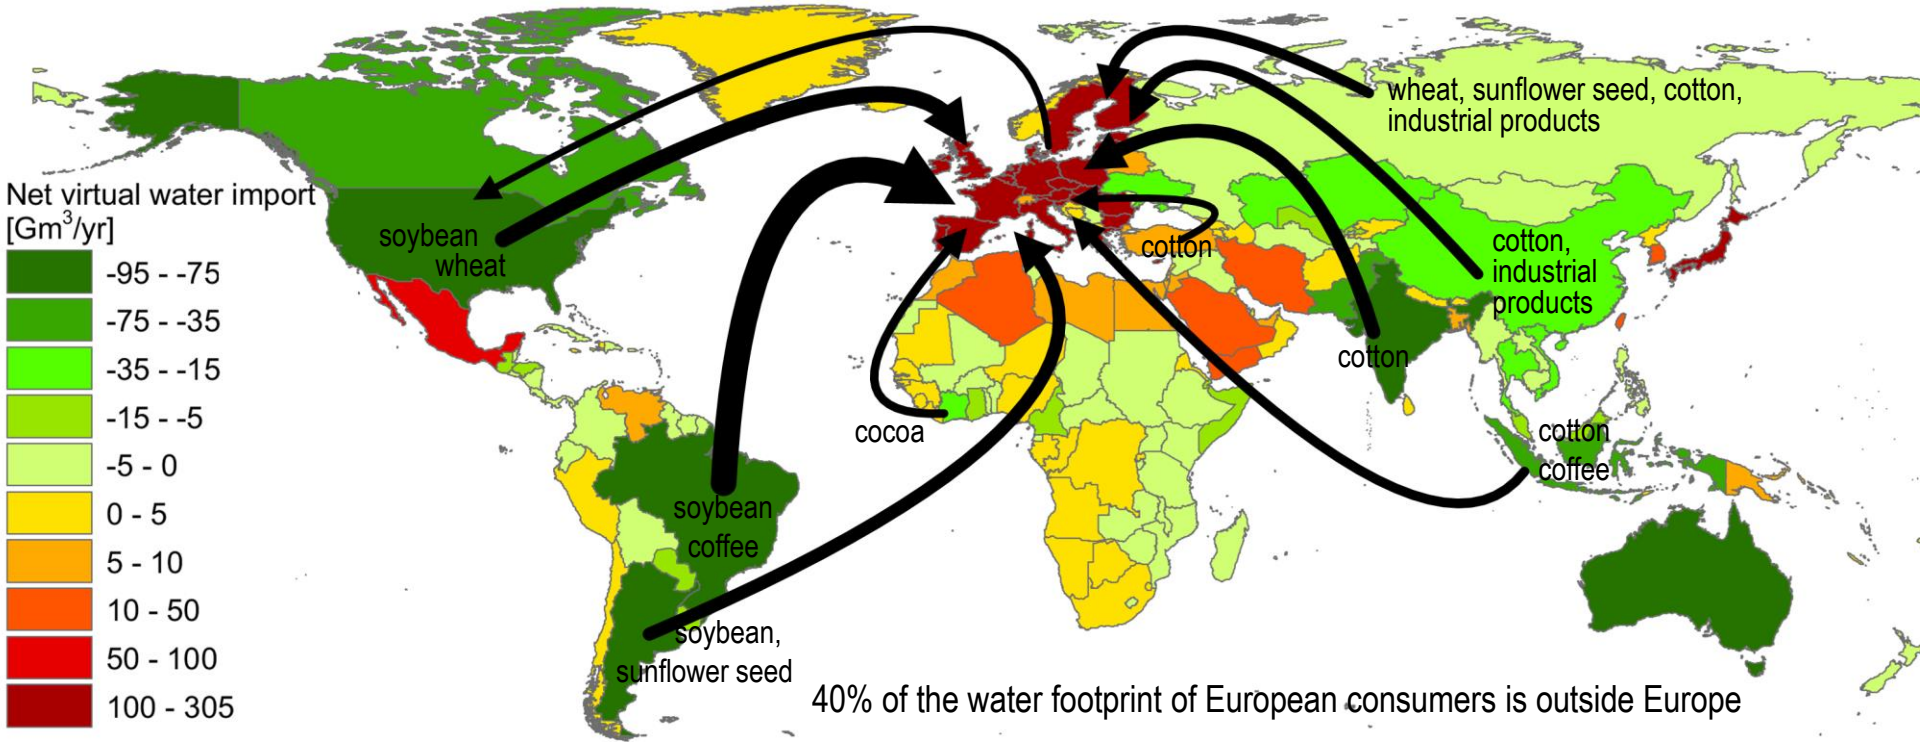 Net virtual water import
[Gm³/yr]
-95 - -75
-75 - -35
-35 - -15
-15 - -5
-5 - 0
0 - 5
5 - 10
10 - 50
50 - 100
100 - 305
soybean
wheat
soybean
coffee
soybean,
sunflower seed
cocoa
cotton
wheat, sunflower seed, cotton,
industrial products
cotton,
industrial
products
cotton
cotton
coffee
40% of the water footprint of European consumers is outside Europe